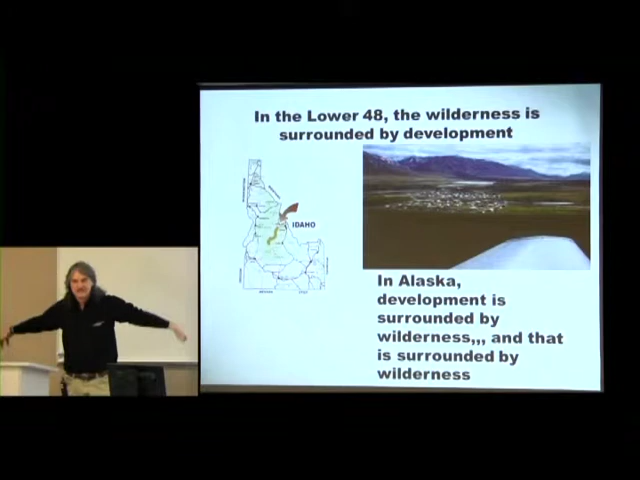 In the Lower 48, the wilderness is
surrounded by development
IDAHO
In Alaska,
development is
surrounded by
wilderness,,, and that
is surrounded by
wilderness